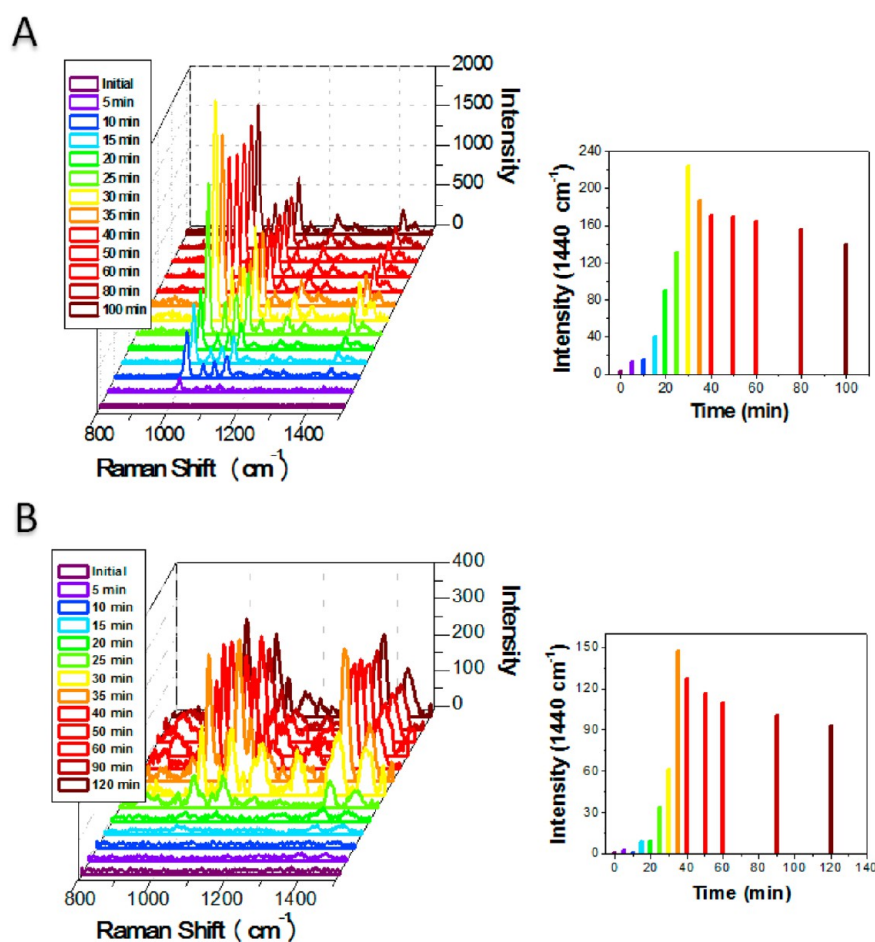 A
Initial
5 min
10 min
15 min
20 min
25 min
30 min
35 min
40 min
50 min
60 min
80 min
100 min
2000
1500
1000
500
0
Intensity
800 1000 1200 1400
Raman Shift (cm-1)
240
200
160
120
80
40
0
Intensity (1440 cm-1)
0 20 40 60 80 100
Time (min)
B
Initial
5 min
10 min
15 min
20 min
25 min
30 min
35 min
40 min
50 min
60 min
90 min
120 min
400
300
200
100
0
Intensity
800 1000 1200 1400
Raman Shift (cm-1)
150
120
90
60
30
0
Intensity (1440 cm-1)
0 20 40 60 80 100 120 140
Time (min)